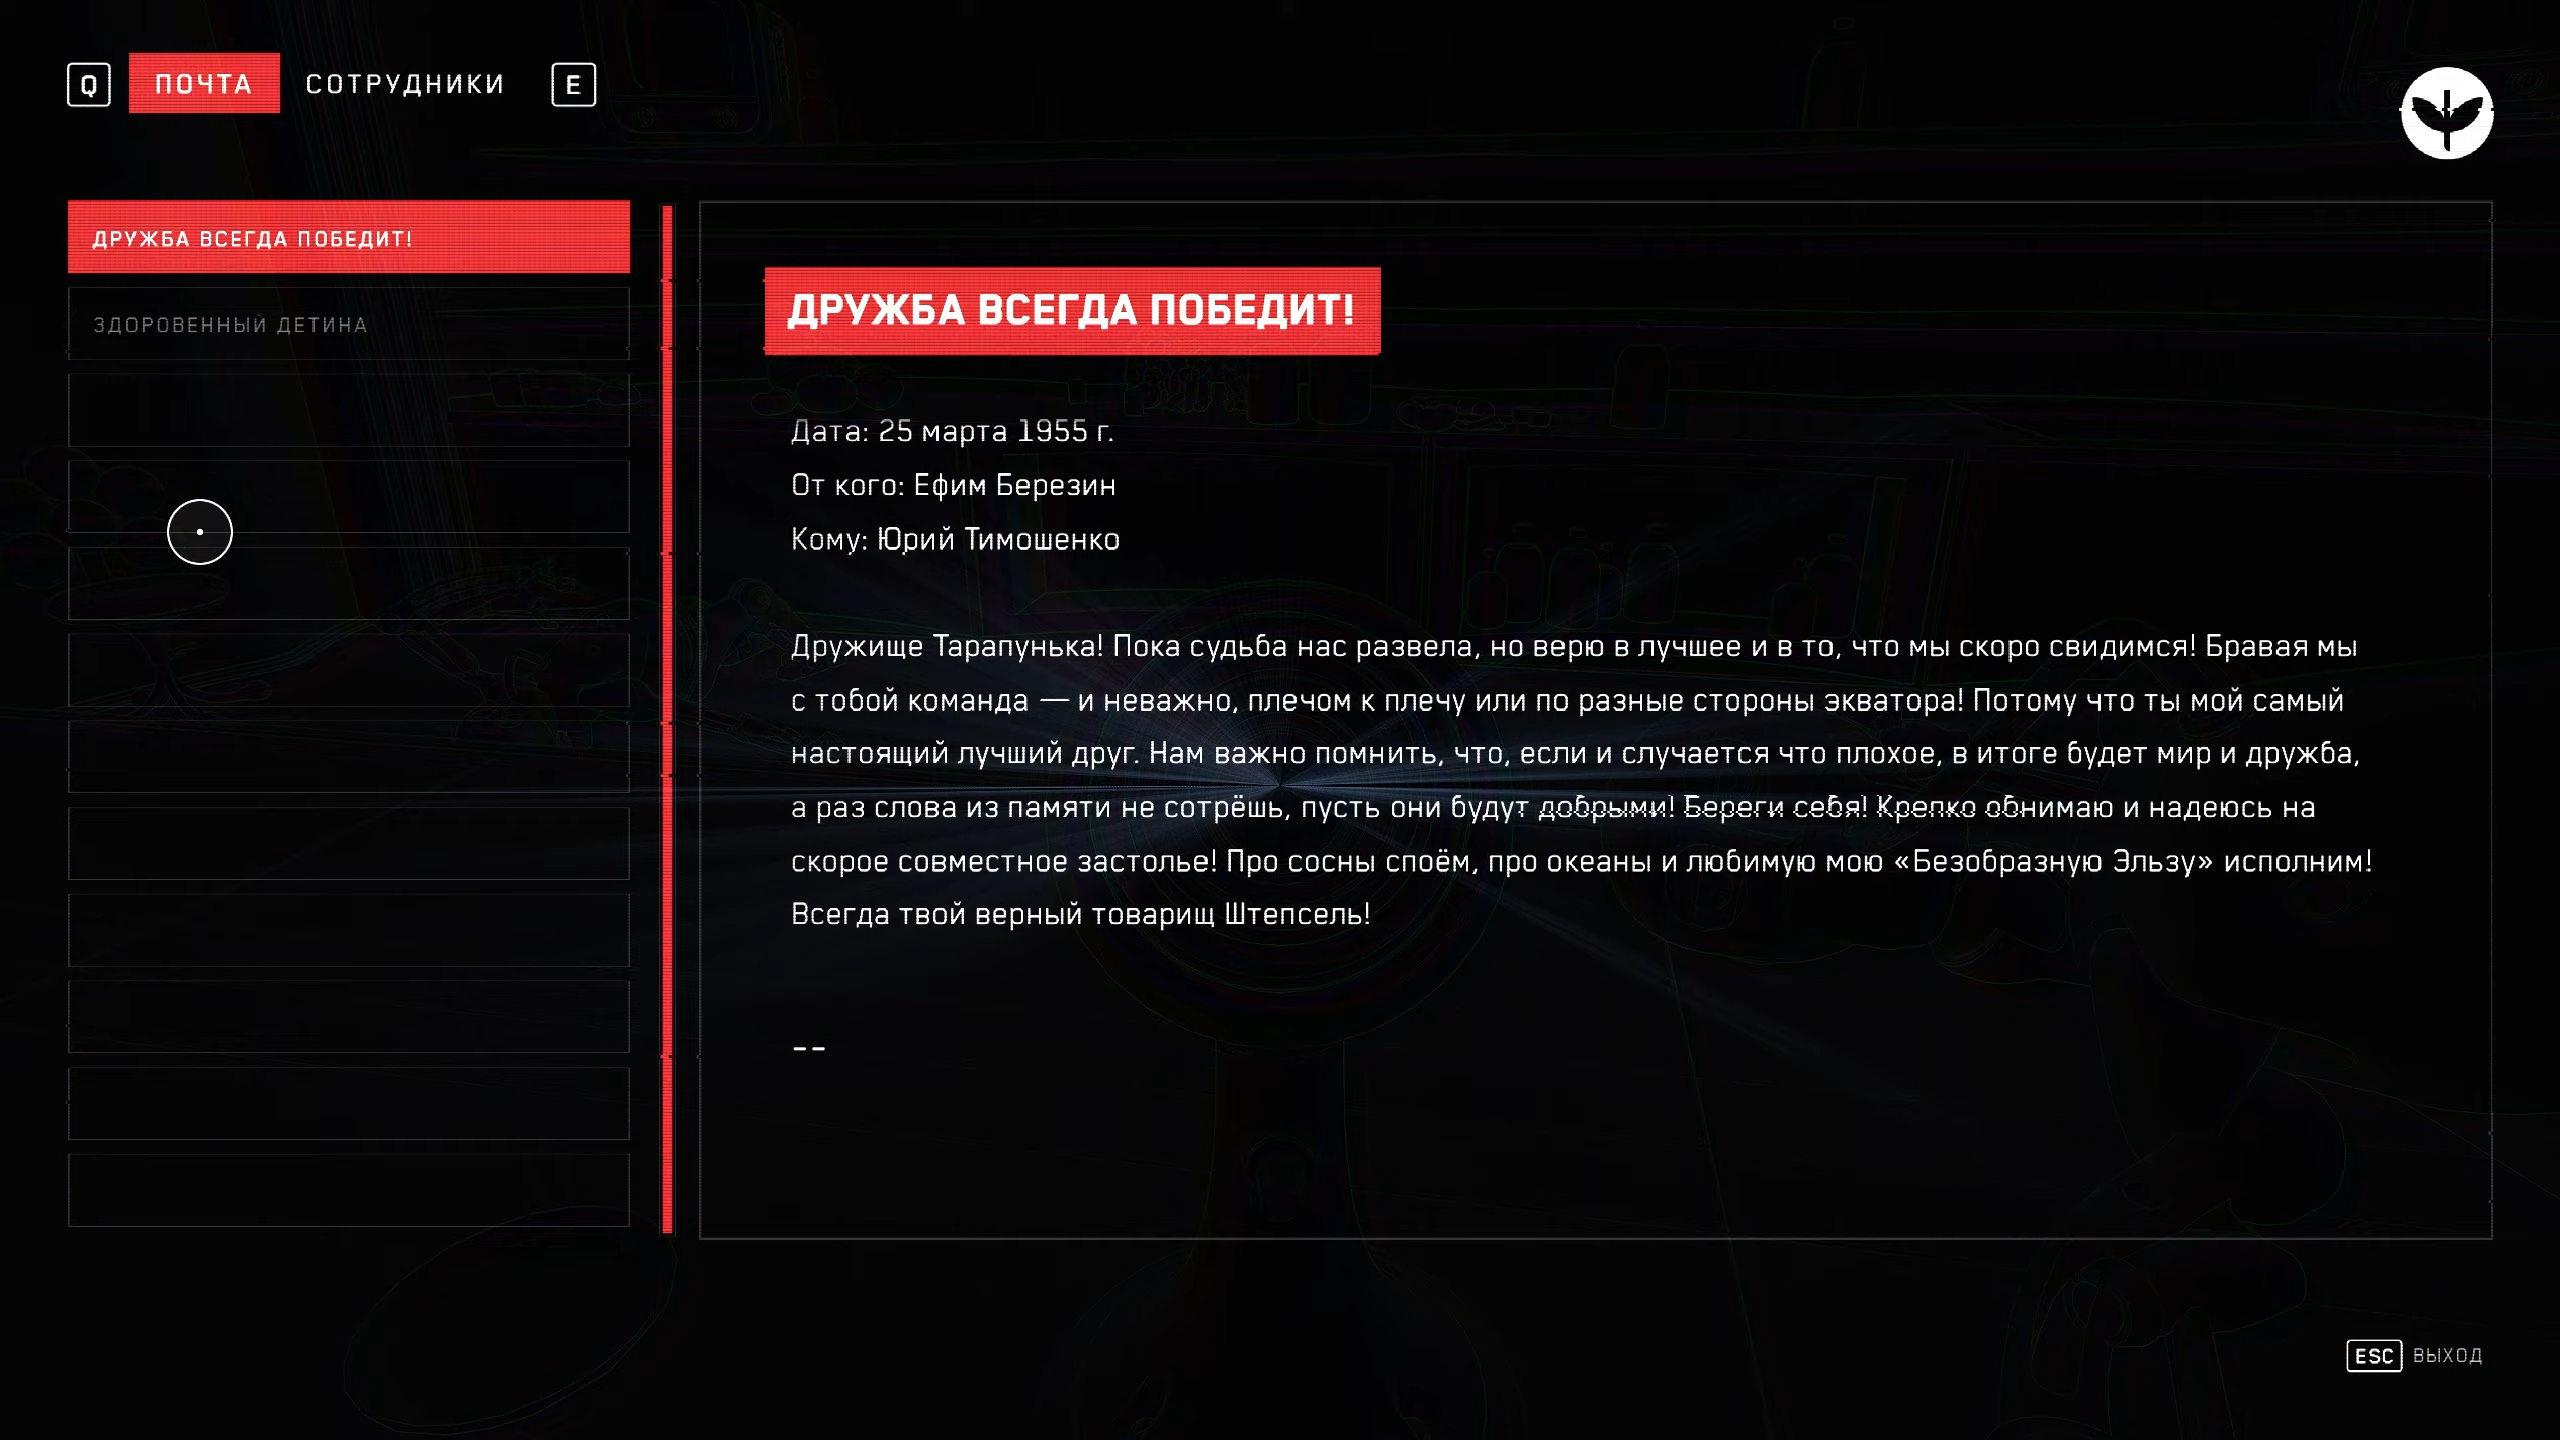 Q ПОЧТА СОТРУДНИКИ E
ДРУЖБА ВСЕГДА ПОБЕДИТ!
ЗДОРОВЕННЫЙ ДЕТИНА
ДРУЖБА ВСЕГДА ПОБЕДИТ!
Дата: 25 марта 1955 г.
От кого: Ефим Березин
Кому: Юрий Тимошенко
Дружище Тарапунька! Пока судьба нас развела, но верю в лучшее и в то, что мы скоро свидимся! Бравая мы
с тобой команда — и неважно, плечом к плечу или по разные стороны экватора! Потому что ты мой самый
настоящий лучший друг. Нам важно помнить, что, если и случается что плохое, в итоге будет мир и дружба,
а раз слова из памяти не сотрёшь, пусть они будут добрыми! Береги себя! Крепко обнимаю и надеюсь на
скорое совместное застолье! Про сосны споём, про океаны и любимую мою «Безобразную Эльзу» исполним!
Всегда твой верный товарищ Штепсель!
--
ESC ВЫХОД